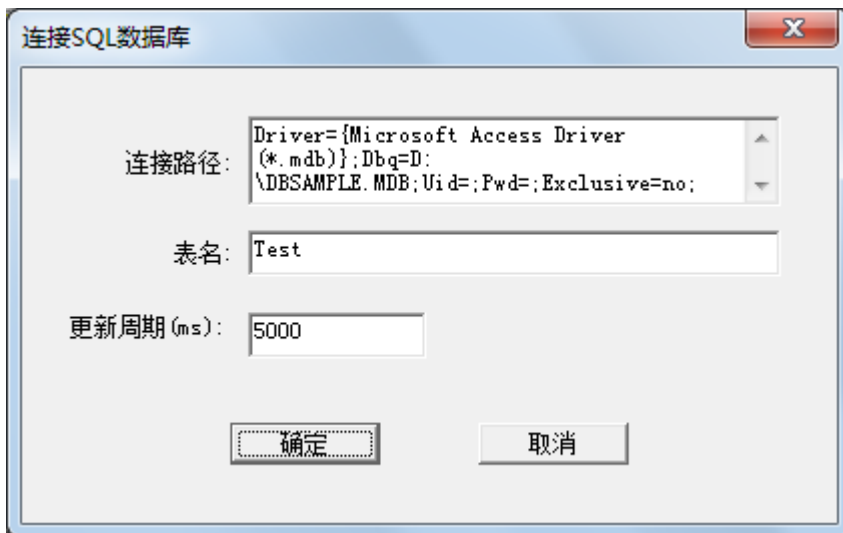 连接SQL数据库
连接路径:
Driver={Microsoft Access Driver
(*.mdb)};Dbq=D:
\DBSAMPLE.MDB;Uid=;Pwd=;Exclusive=no;
表名:
Test
更新周期(ms):
5000
确定
取消